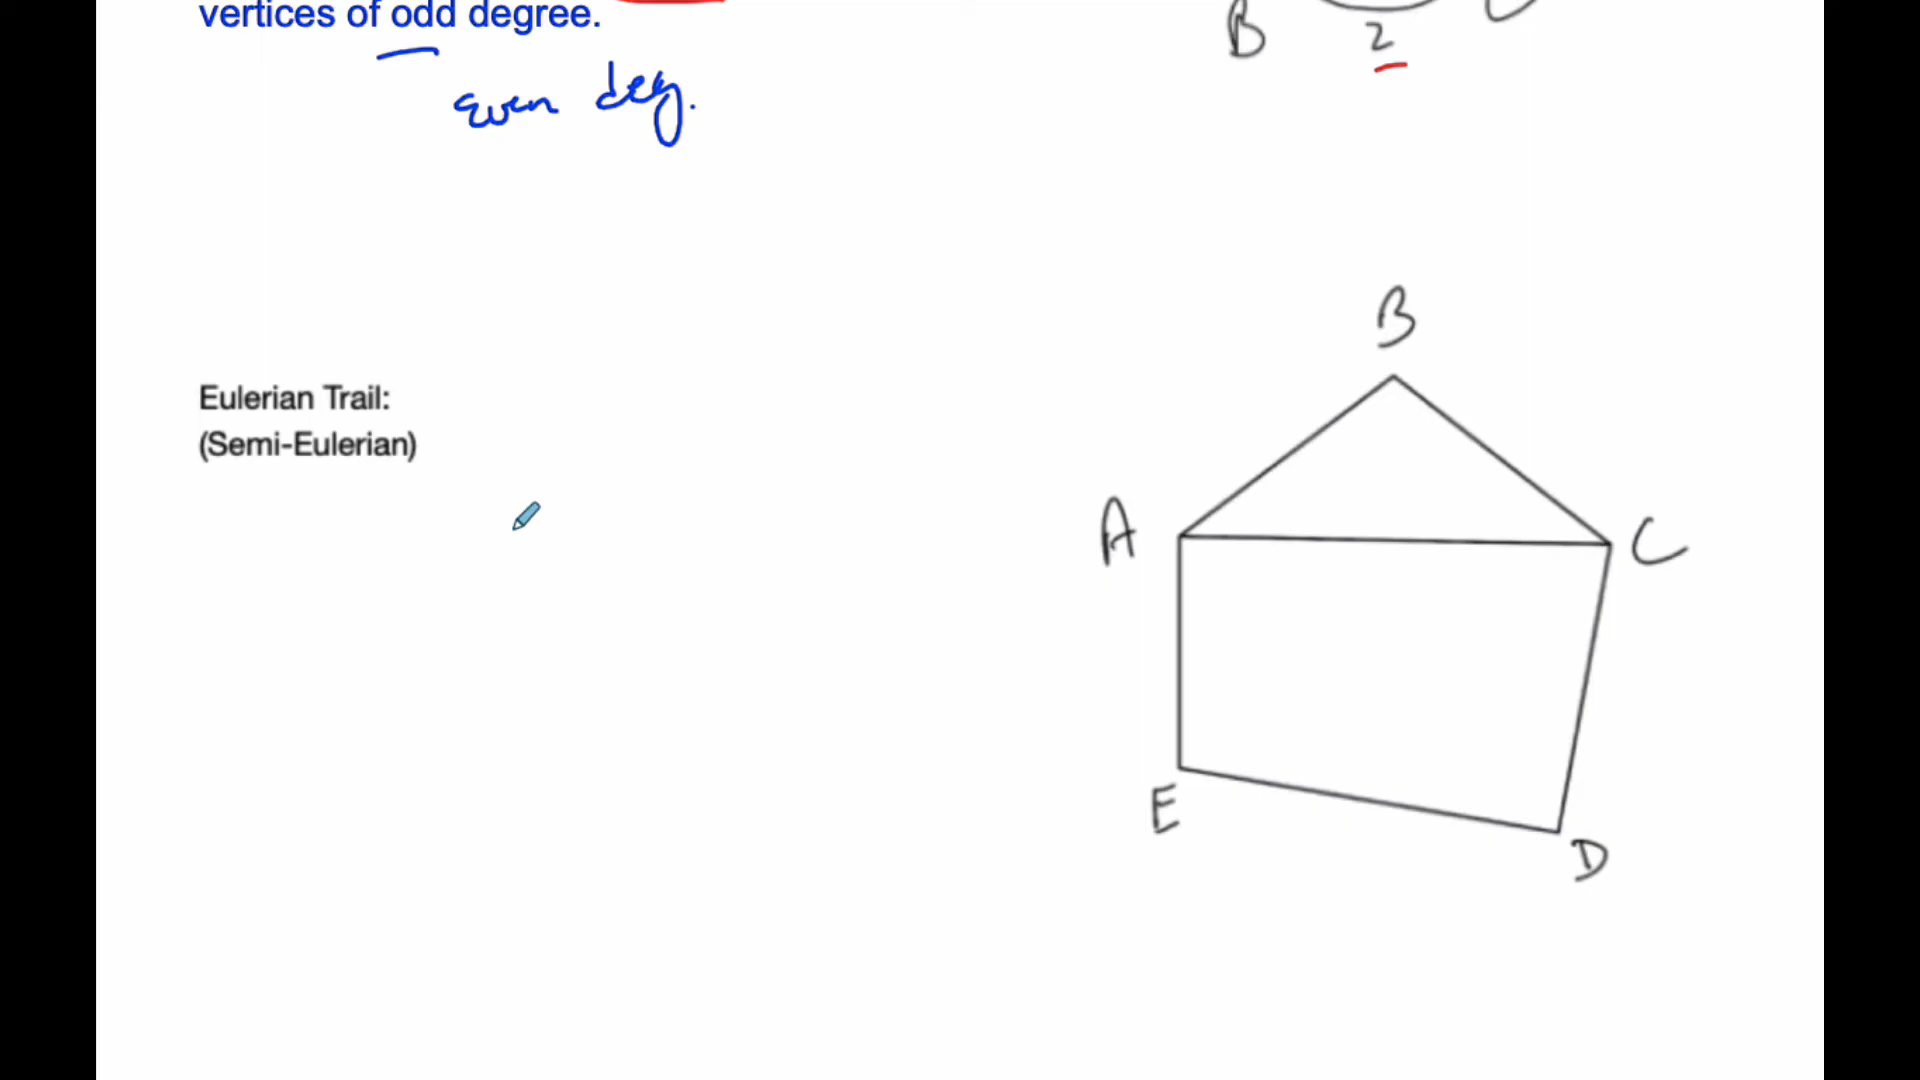 vertices of odd degree.
even deg.
B 2
Eulerian Trail:
(Semi-Eulerian)
B
A
C
E
D